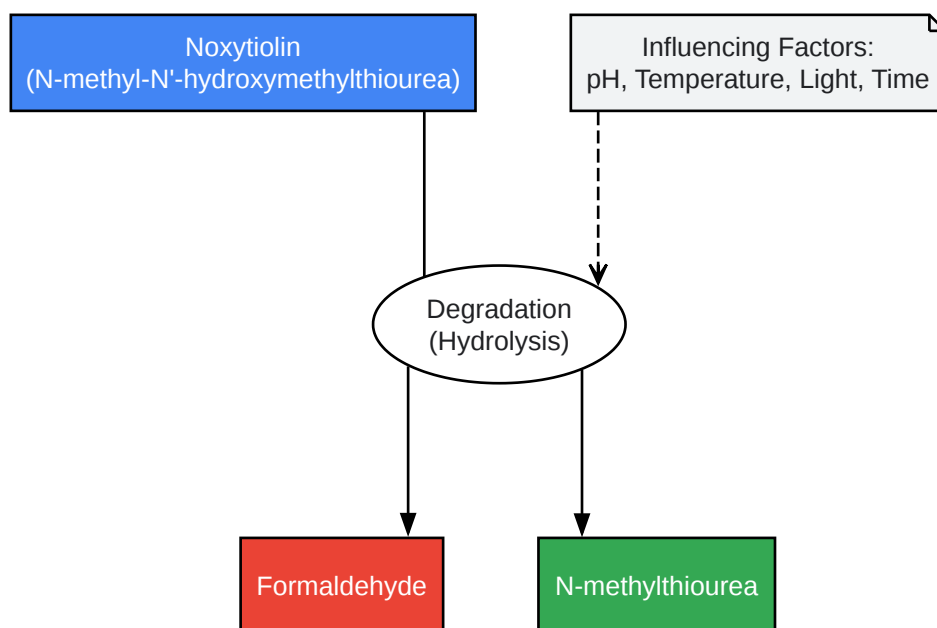 Noxytiolin
(N-methyl-N'-hydroxymethylthiourea)
Influencing Factors:
pH, Temperature, Light, Time
Degradation
(Hydrolysis)
Formaldehyde
N-methylthiourea